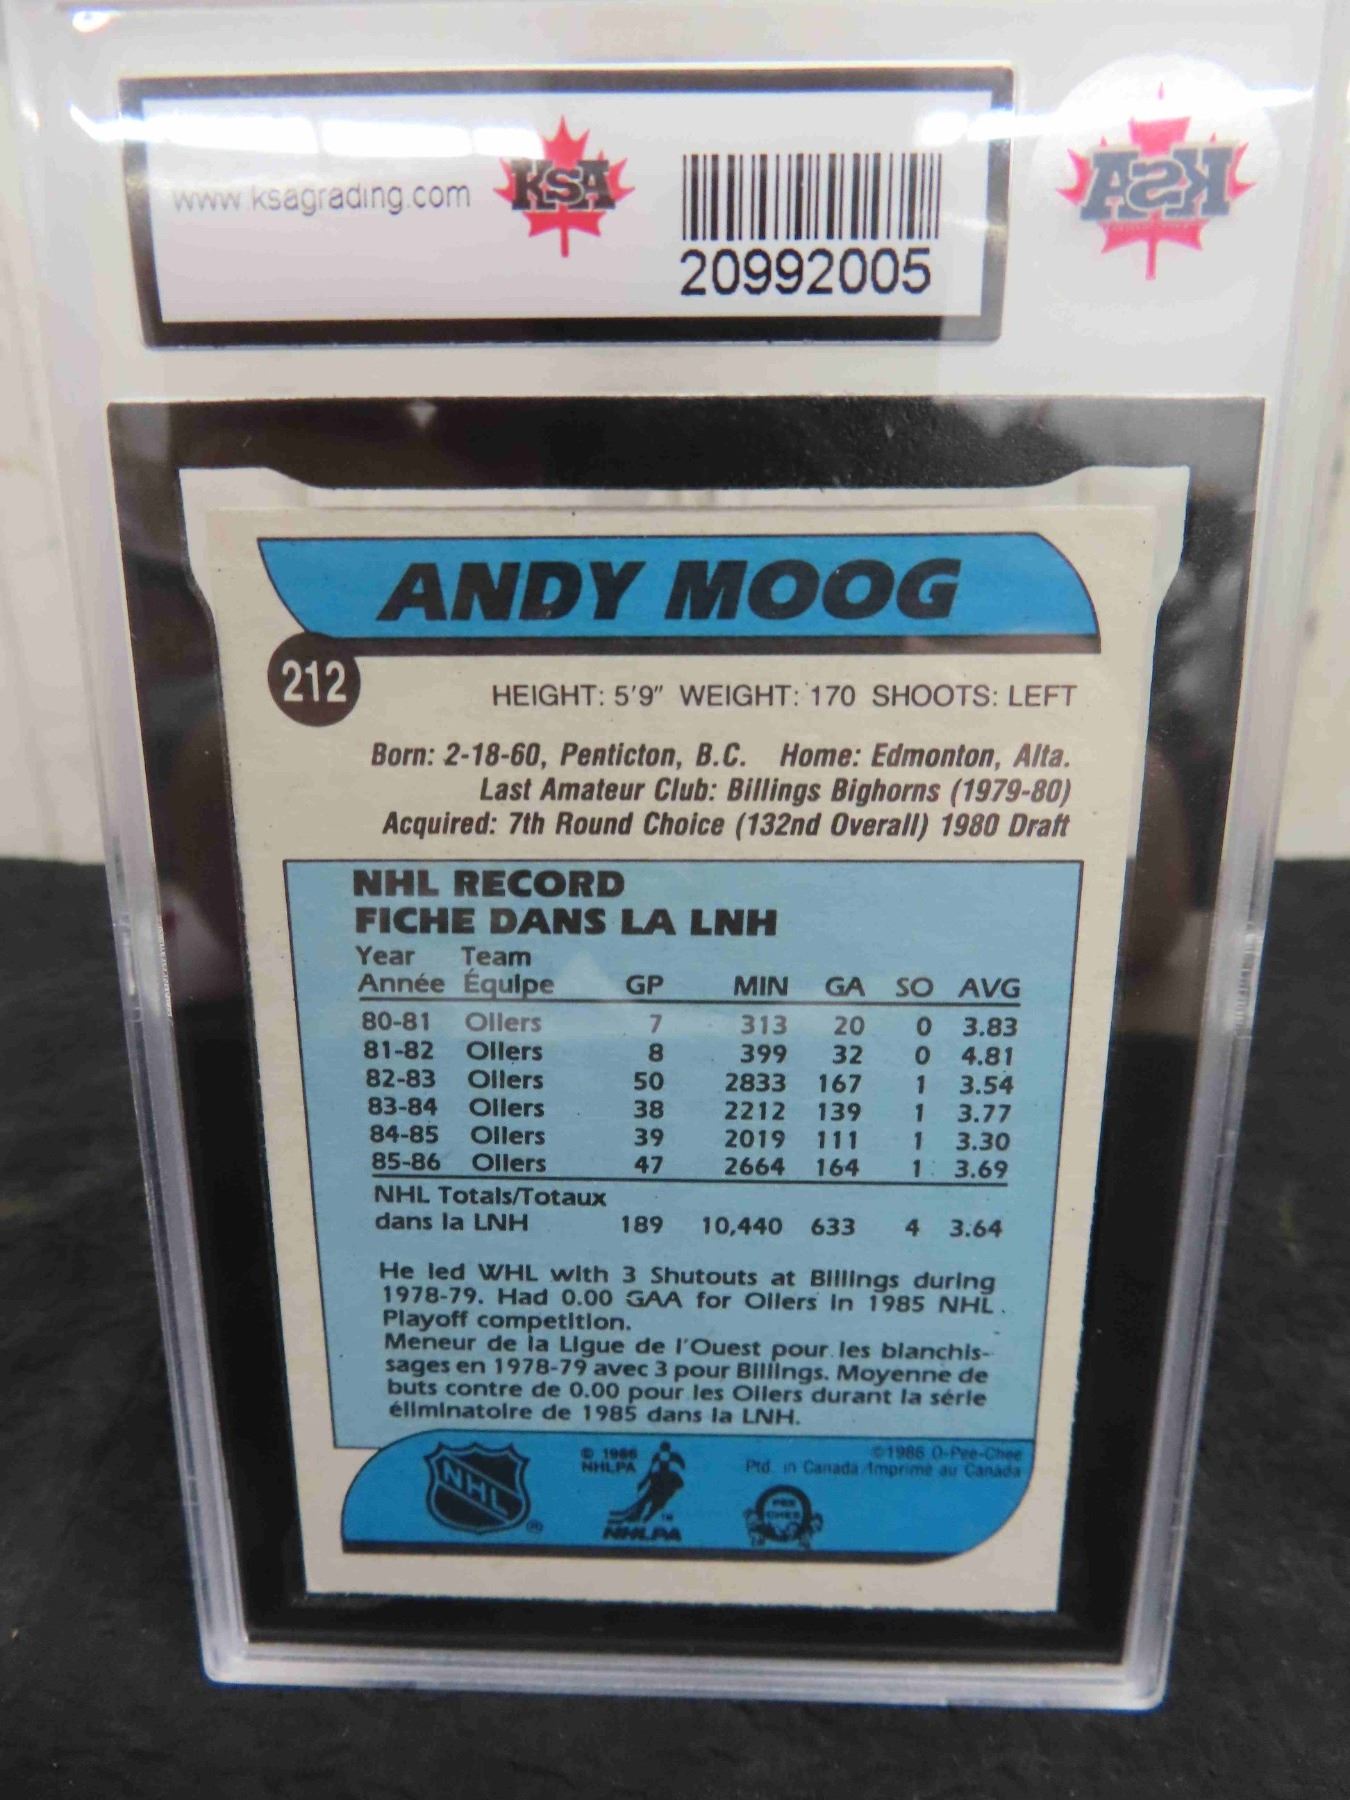 www.ksagrading.com
KSA
20992005
KSA
ANDY MOOG
212
HEIGHT: 5'9" WEIGHT: 170 SHOOTS: LEFT
Born: 2-18-60, Penticton, B.C. Home: Edmonton, Alta.
Last Amateur Club: Billings Bighorns (1979-80)
Acquired: 7th Round Choice (132nd Overall) 1980 Draft
NHL RECORD
FICHE DANS LA LNH
Year Team
Année Équipe GP MIN GA SO AVG
80-81 Oilers 7 313 20 0 3.83
81-82 Oilers 8 399 32 0 4.81
82-83 Oilers 50 2833 167 1 3.54
83-84 Oilers 38 2212 139 1 3.77
84-85 Oilers 39 2019 111 1 3.30
85-86 Oilers 47 2664 164 1 3.69
NHL Totals/Totaux
dans la LNH 189 10,440 633 4 3.64
He led WHL with 3 Shutouts at Billings during
1978-79. Had 0.00 GAA for Oilers in 1985 NHL
Playoff competition.
Meneur de la Ligue de l'Ouest pour les blanchis-
sages en 1978-79 avec 3 pour Billings. Moyenne de
buts contre de 0.00 pour les Oilers durant la série
éliminatoire de 1985 dans la LNH.
NHL ®
© 1986
NHLPA
NHLPA
© 1986 O-Pee-Chee
Ptd. in Canada/Imprimé au Canada
PEE
CHEE